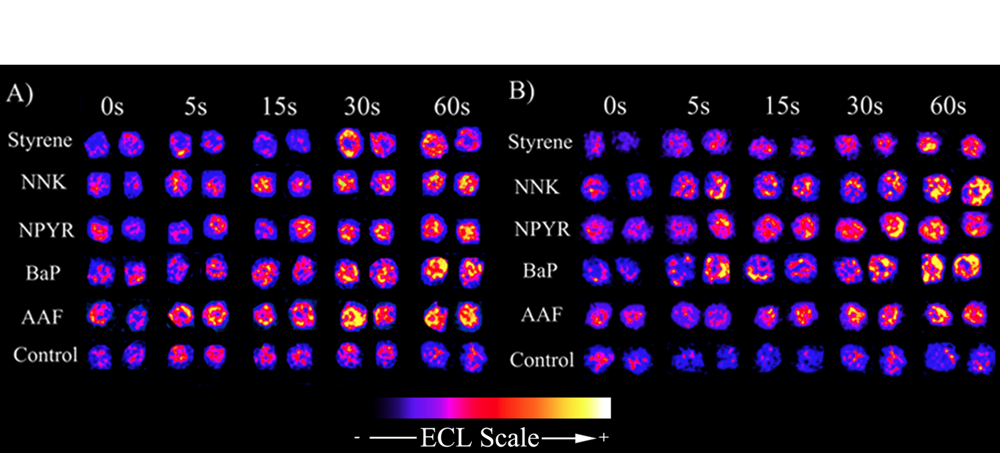 A)
0s 5s 15s 30s 60s
Styrene
NNK
NPYR
BaP
AAF
Control
B)
0s 5s 15s 30s 60s
Styrene
NNK
NPYR
BaP
AAF
Control
- ECL Scale +